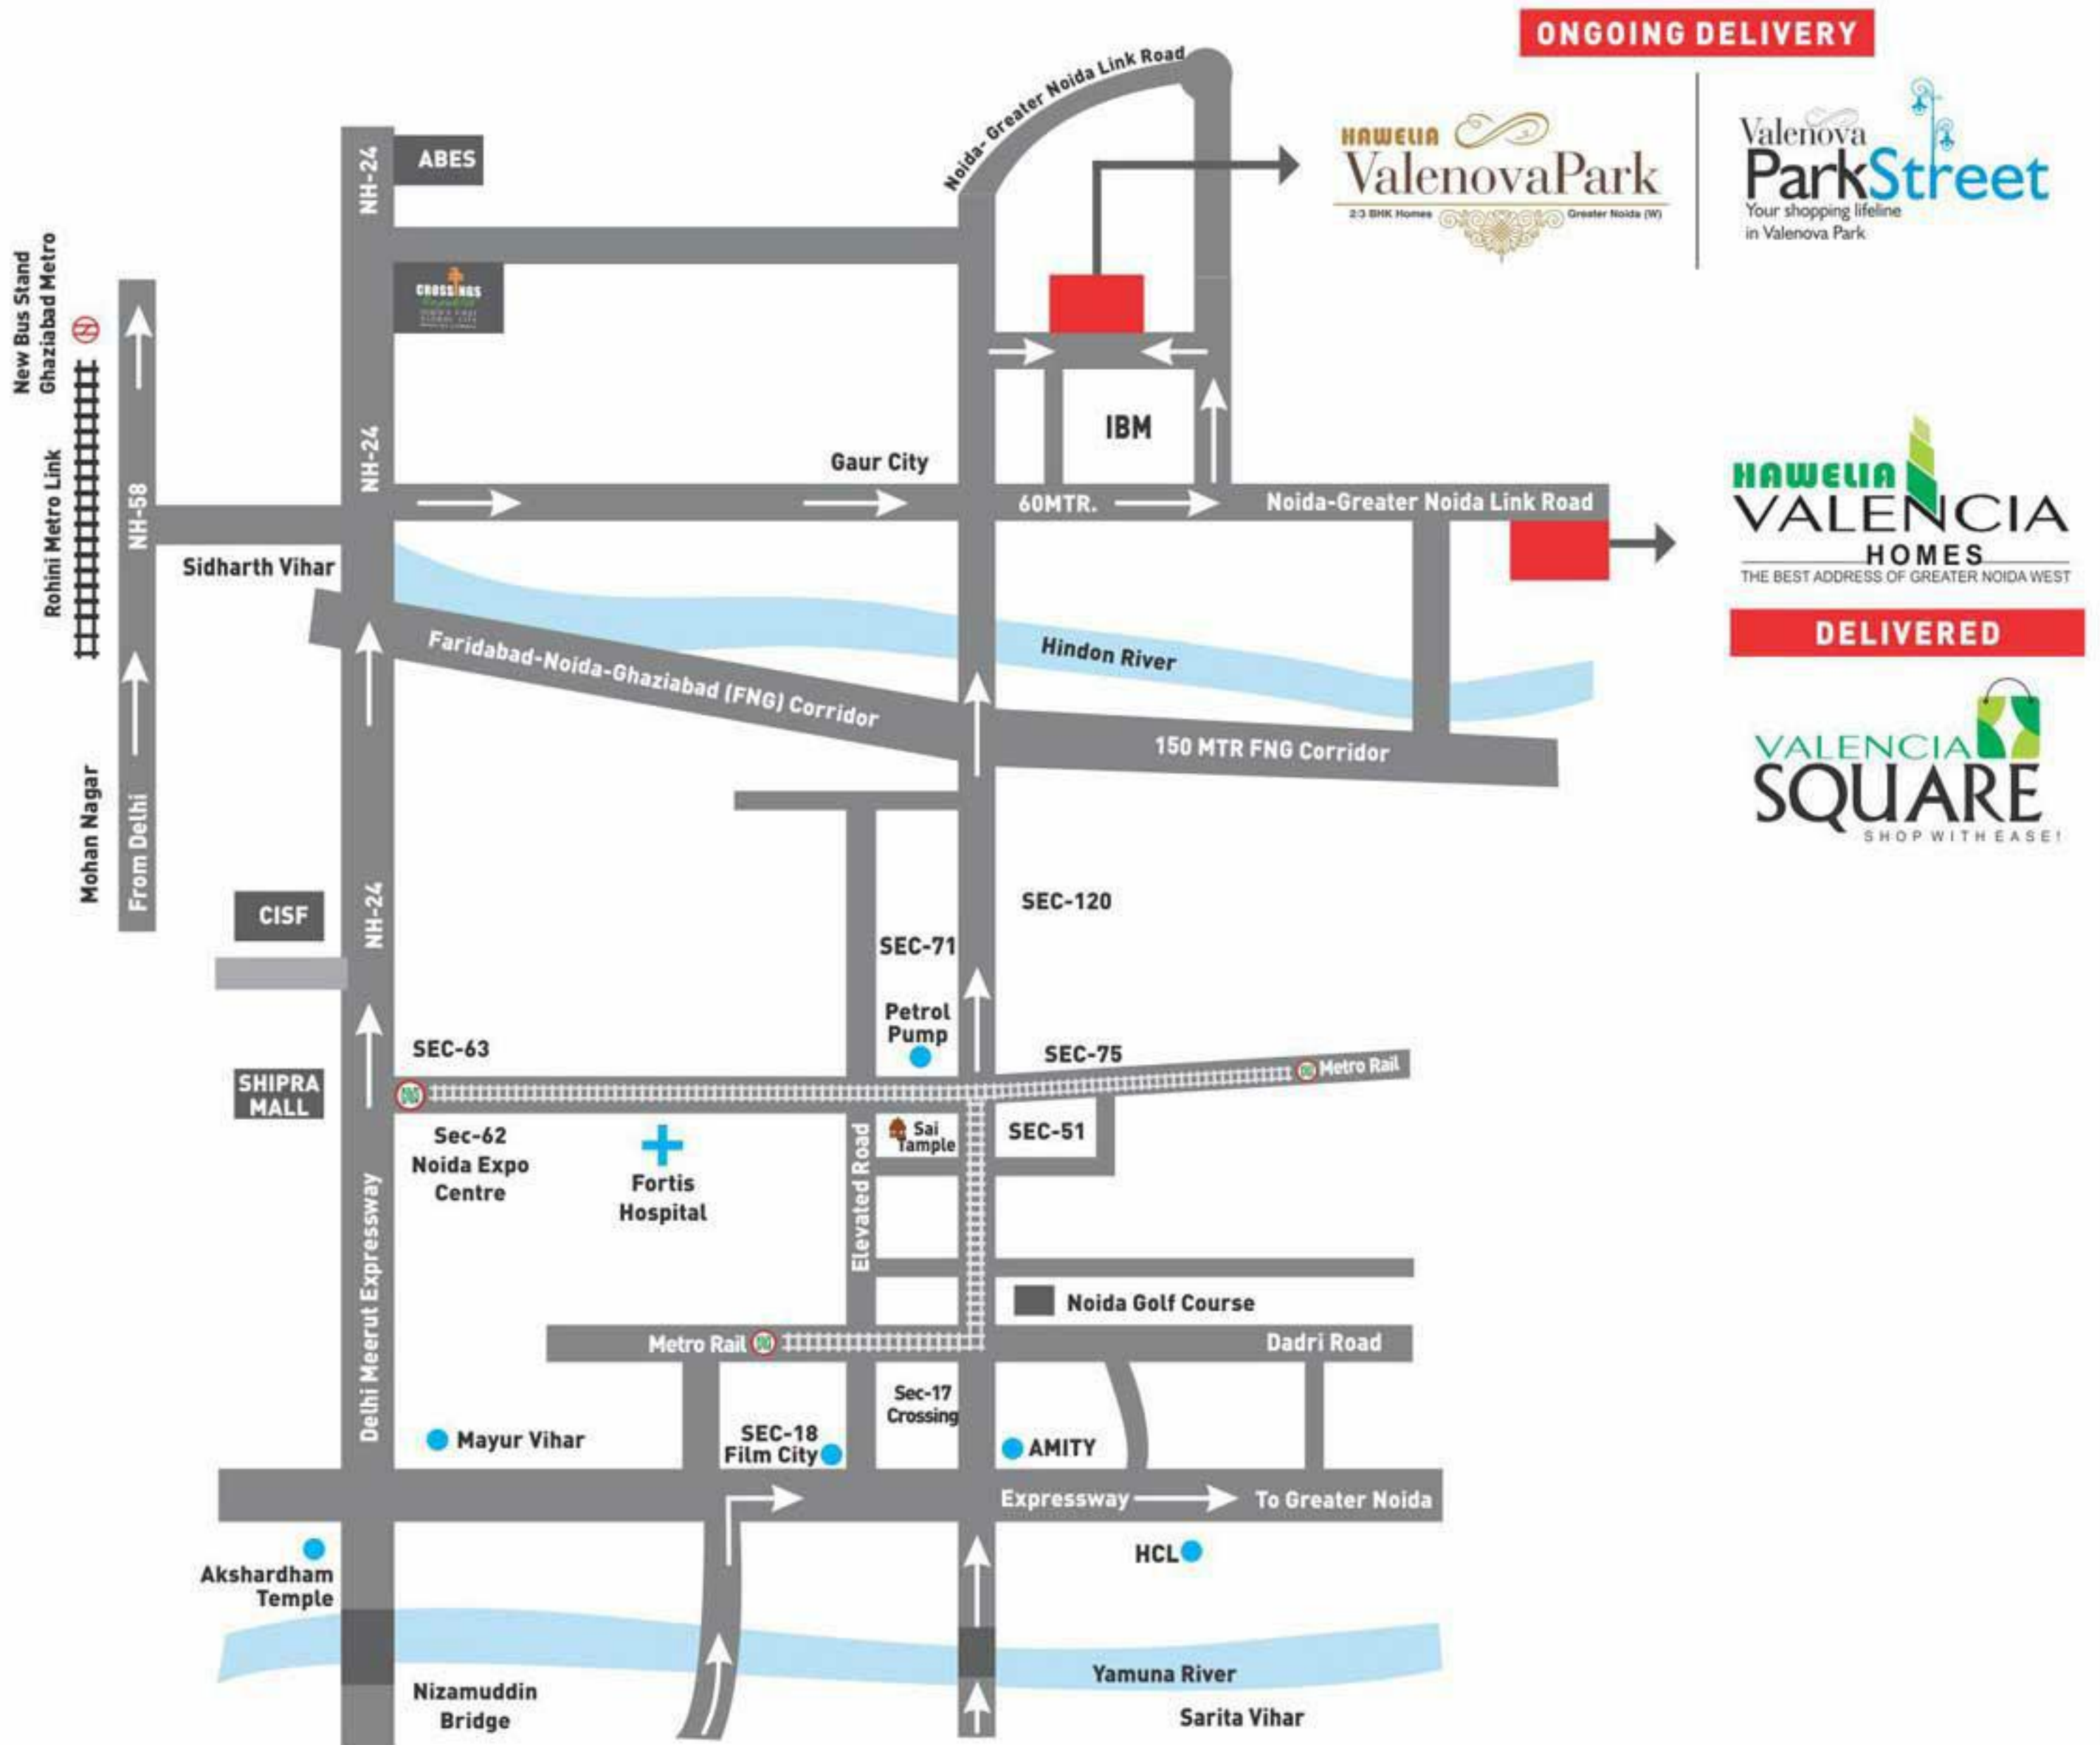 ONGOING DELIVERY
Noida- Greater Noida Link Road
HAWELIA
ValenovaPark
2/3 BHK Homes
Greater Noida (W)
Valenova
ParkStreet
Your shopping lifeline
in Valenova Park
NH-24
ABES
CROSSINGS
New Bus Stand
Ghaziabad Metro
Rohini Metro Link
NH-58
NH-24
IBM
Gaur City
60MTR.
Noida-Greater Noida Link Road
HAWELIA
VALENCIA
HOMES
THE BEST ADDRESS OF GREATER NOIDA WEST
DELIVERED
Sidharth Vihar
Faridabad-Noida-Ghaziabad (FNG) Corridor
Hindon River
150 MTR FNG Corridor
VALENCIA
SQUARE
SHOP WITH EASE!
Mohan Nagar
From Delhi
CISF
NH-24
SEC-120
SEC-71
Petrol
Pump
SEC-63
SEC-75
Metro Rail
SHIPRA
MALL
Sec-62
Noida Expo
Centre
Fortis
Hospital
Elevated Road
Sai
Tample
SEC-51
Delhi Meerut Expressway
Noida Golf Course
Metro Rail
Dadri Road
Sec-17
Crossing
Mayur Vihar
SEC-18
Film City
AMITY
Expressway
To Greater Noida
Akshardham
Temple
HCL
Nizamuddin
Bridge
Yamuna River
Sarita Vihar